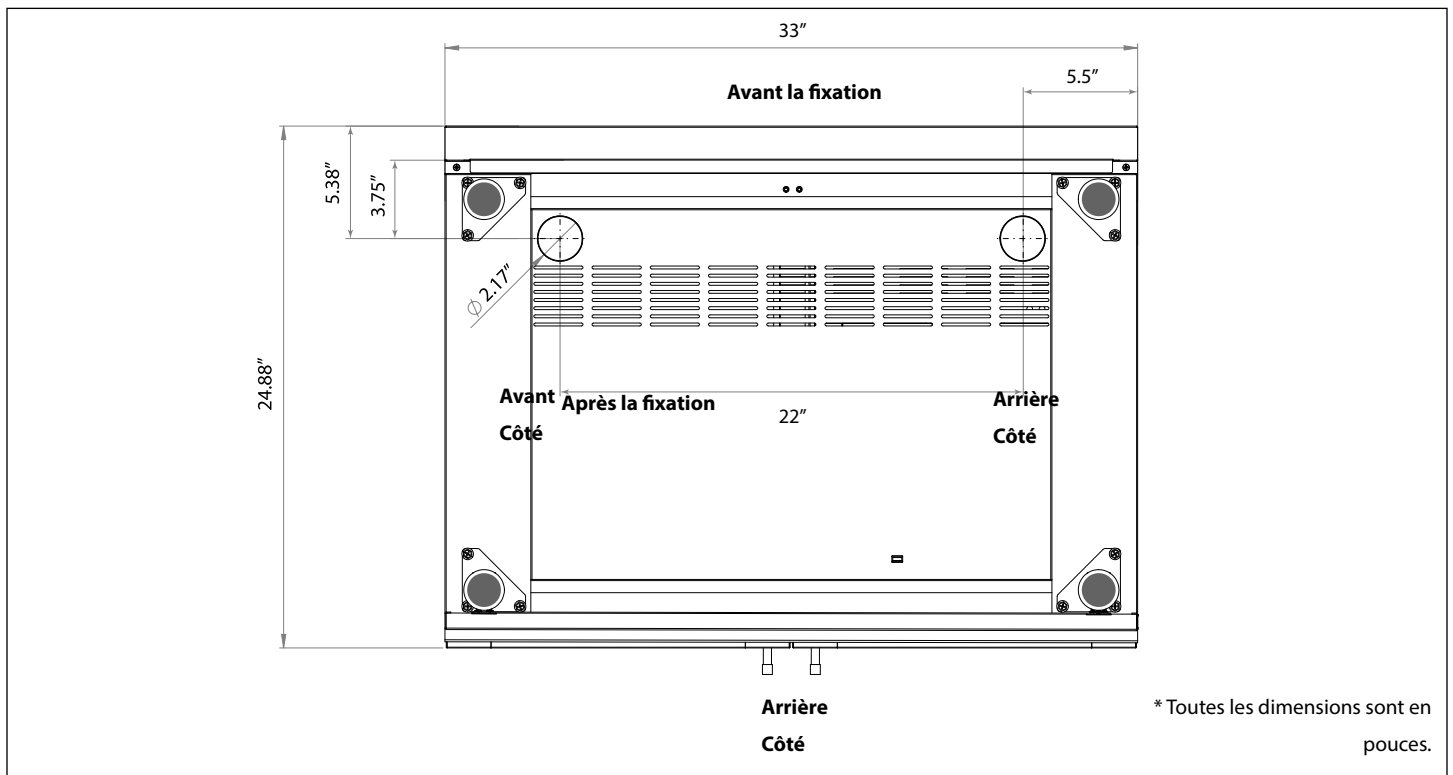 33”
5.5”
Avant la fixation
5.38”
3.75”
∅ 2.17”
24.88”
Avant
Côté
Après la fixation
22”
Arrière
Côté
Arrière
Côté
* Toutes les dimensions sont en
pouces.